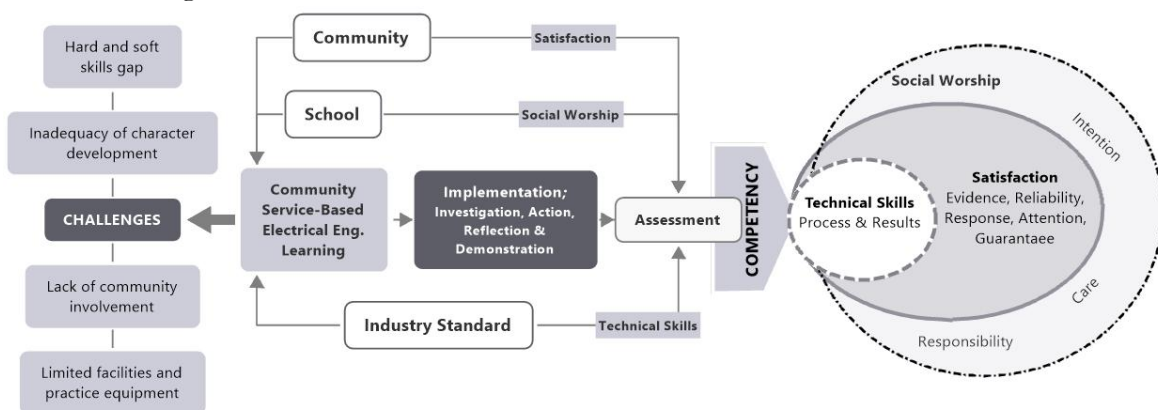 Hard and soft
skills gap
Inadequacy of character
development
CHALLENGES
Lack of community
involvement
Limited facilities and
practice equipment
Community
Satisfaction
School
Social Worship
Community
Service-Based
Electrical Eng.
Learning
Implementation;
Investigation, Action,
Reflection &
Demonstration
Assessment
Industry Standard
Technical Skills
COMPETENCY
Social Worship
Intention
Technical Skills
Process & Results
Satisfaction
Evidence, Reliability,
Response, Attention,
Guarantaee
Care
Responsibility